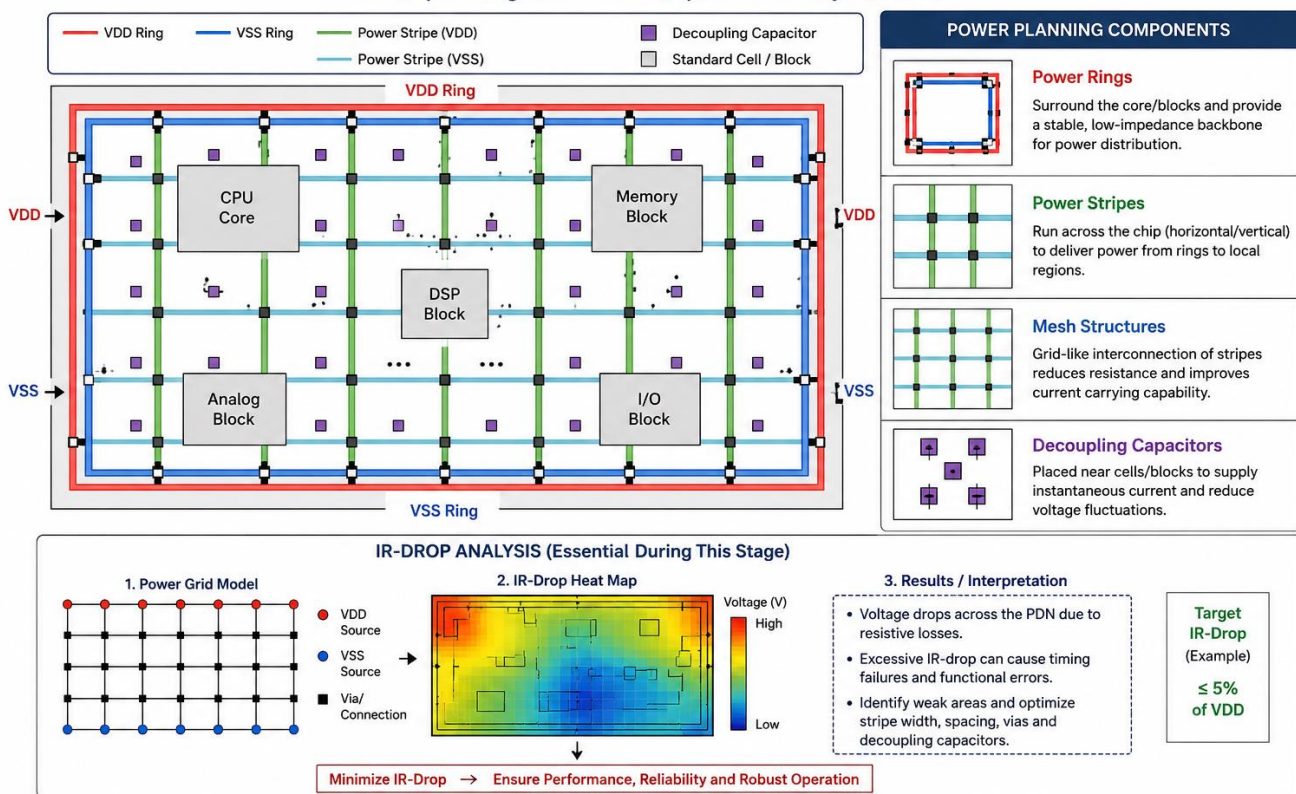 VDD Ring
VSS Ring
Power Stripe (VDD)
Decoupling Capacitor
Power Stripe (VSS)
Standard Cell / Block
VDD Ring
CPU
Core
Memory
Block
VDD
VDD
DSP
Block
VSS
VSS
Analog
Block
I/O
Block
VSS Ring
POWER PLANNING COMPONENTS
Power Rings
Surround the core/blocks and provide
a stable, low-impedance backbone
for power distribution.
Power Stripes
Run across the chip (horizontal/vertical)
to deliver power from rings to local
regions.
Mesh Structures
Grid-like interconnection of stripes
reduces resistance and improves
current carrying capability.
Decoupling Capacitors
Placed near cells/blocks to supply
instantaneous current and reduce
voltage fluctuations.
IR-DROP ANALYSIS (Essential During This Stage)
1. Power Grid Model
VDD
Source
VSS
Source
Via/
Connection
2. IR-Drop Heat Map
Voltage (V)
High
Low
3. Results / Interpretation
• Voltage drops across the PDN due to
resistive losses.
• Excessive IR-drop can cause timing
failures and functional errors.
• Identify weak areas and optimize
stripe width, spacing, vias and
decoupling capacitors.
Target
IR-Drop
(Example)
≤ 5%
of VDD
Minimize IR-Drop → Ensure Performance, Reliability and Robust Operation